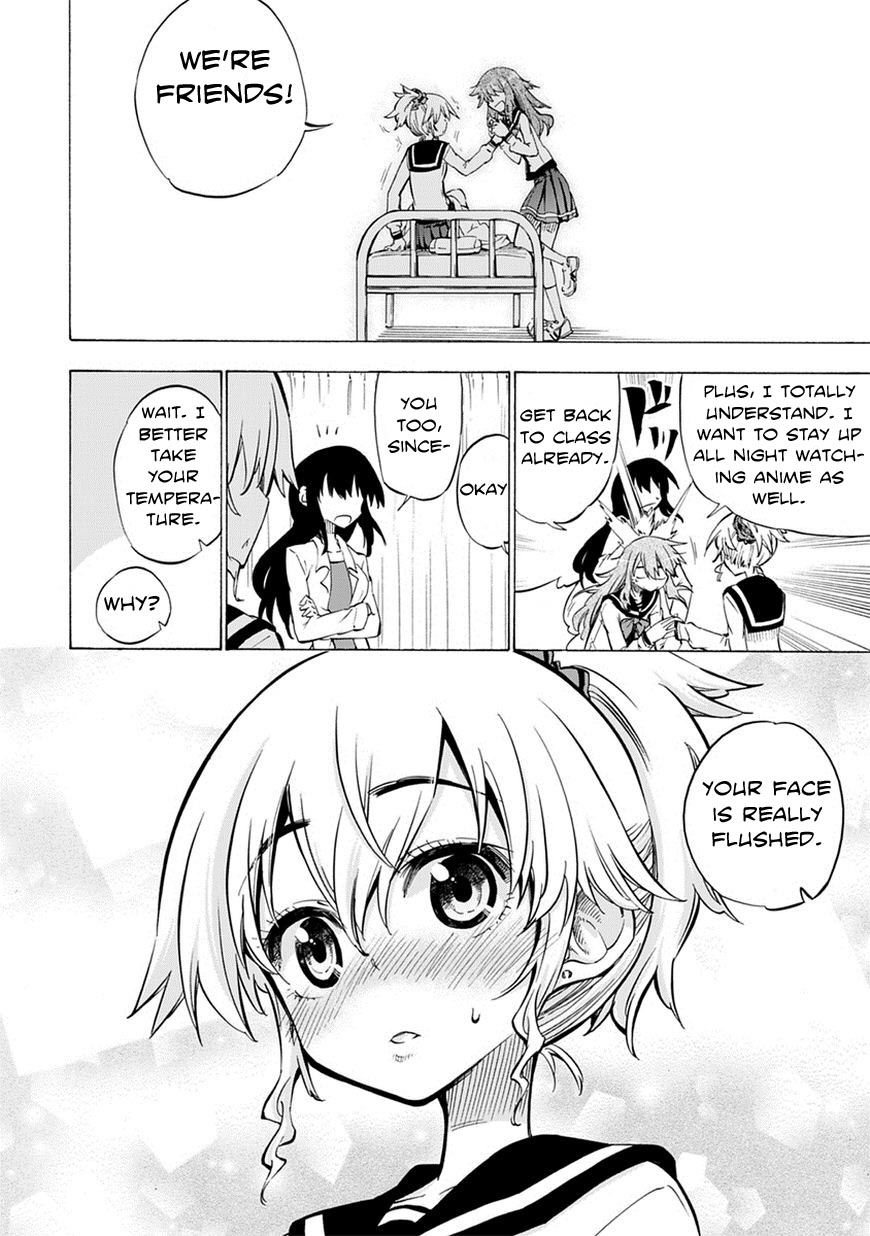 WE'RE
FRIENDS!
PLUS, I TOTALLY
UNDERSTAND. I
WANT TO STAY UP
ALL NIGHT WATCH-
ING ANIME AS
WELL.
ドッ
GET BACK
TO CLASS
ALREADY.
OKAY
YOU
TOO,
SINCE-
WAIT. I
BETTER
TAKE
YOUR
TEMPERA-
TURE.
WHY?
YOUR FACE
IS REALLY
FLUSHED.